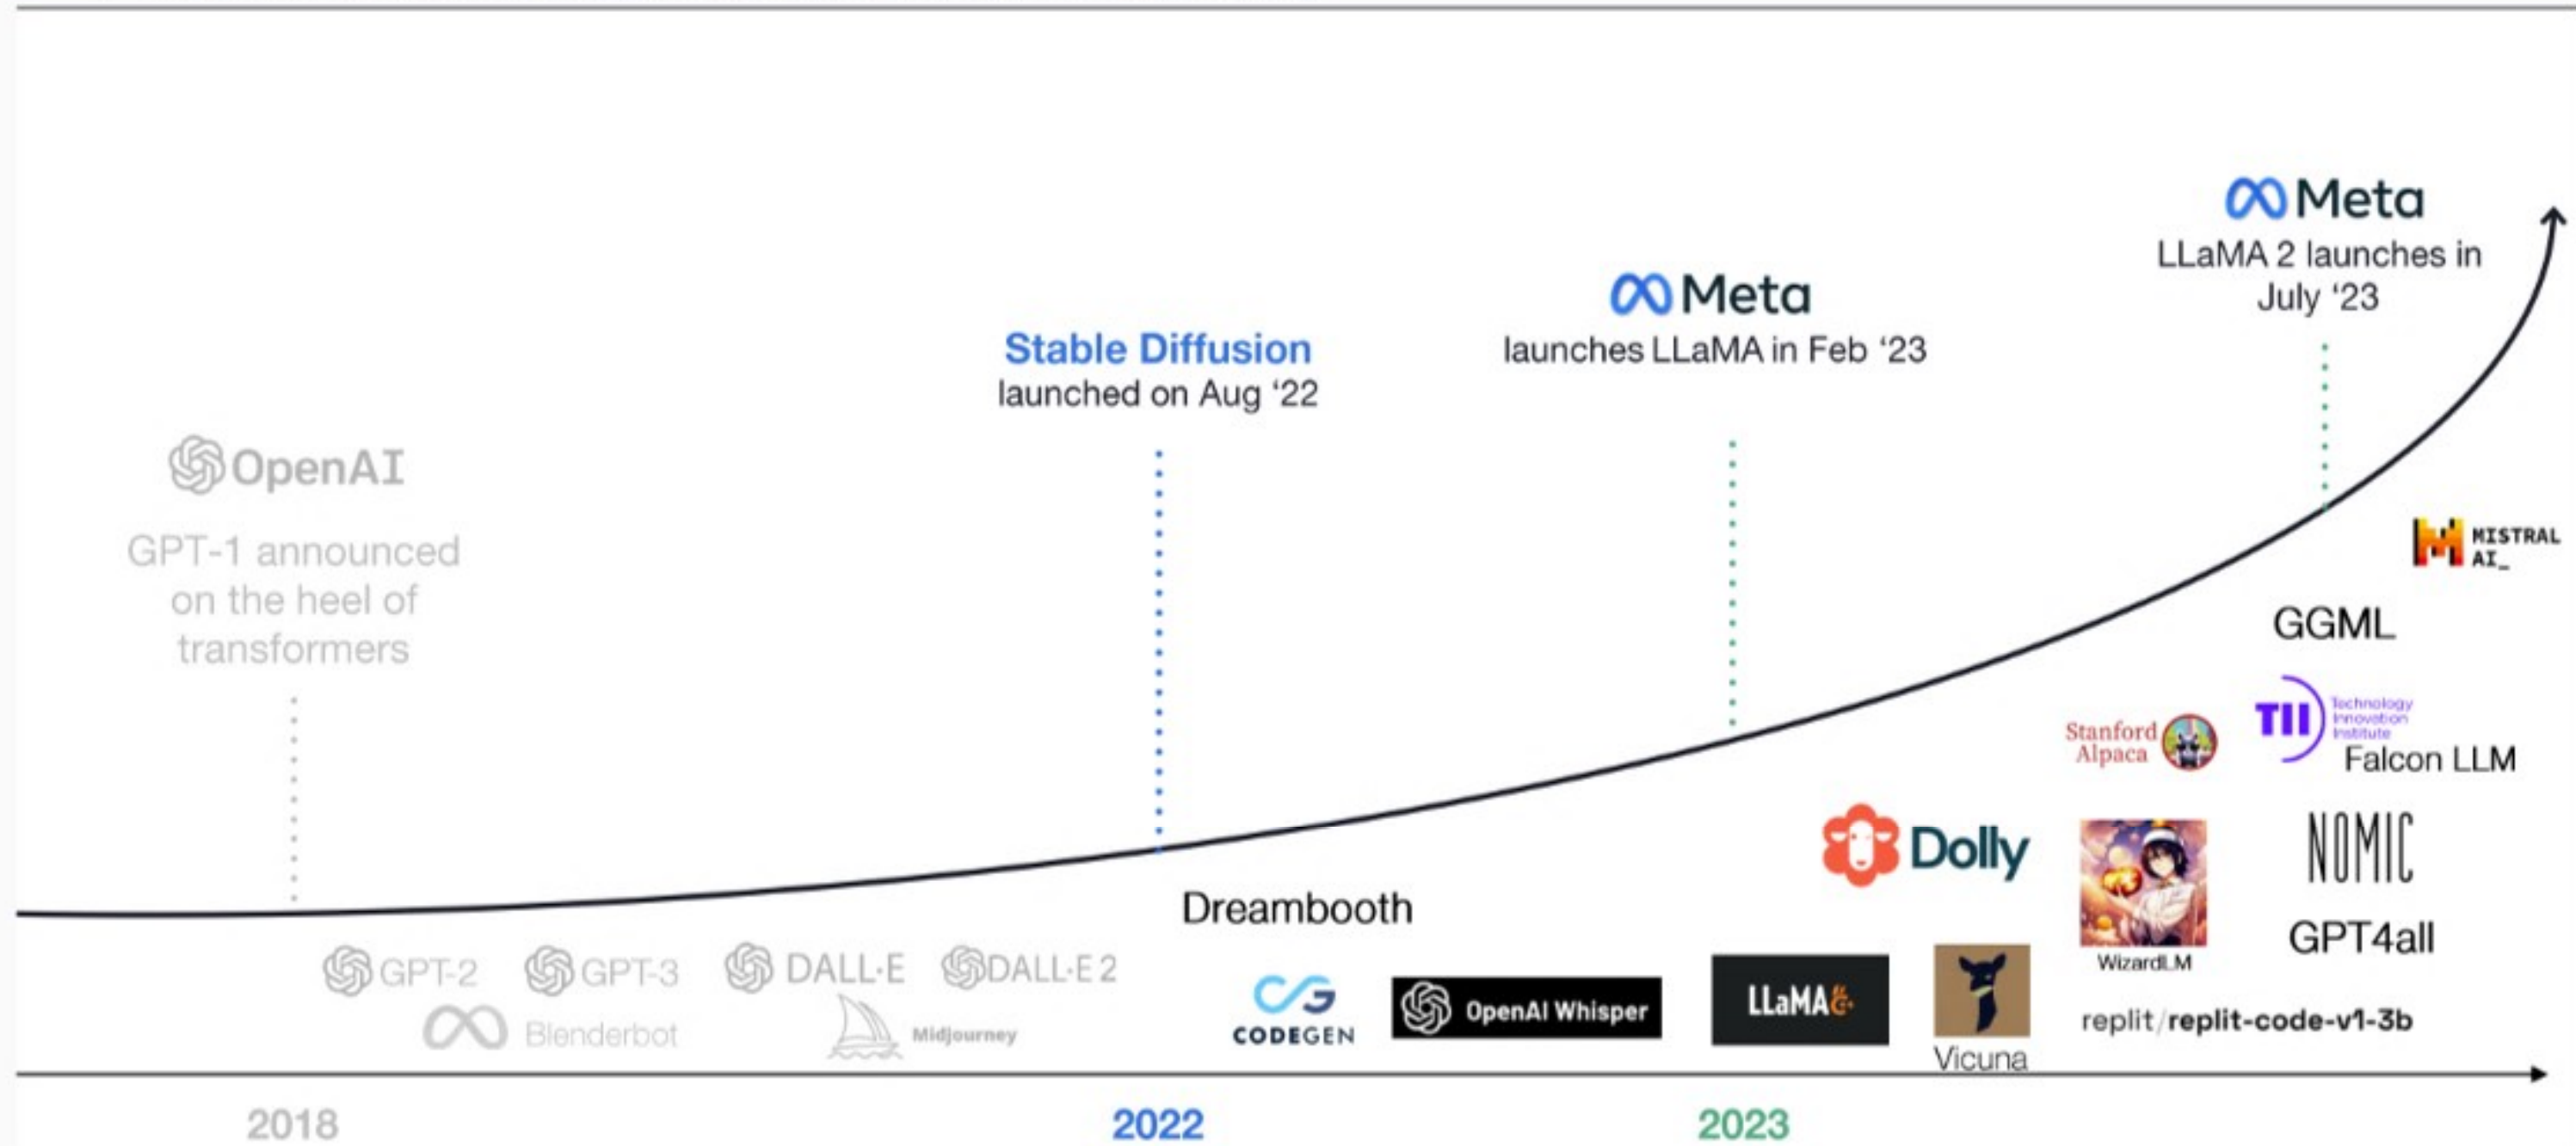 Meta
LLaMA 2 launches in
July ‘23
Meta
launches LLaMA in Feb ‘23
Stable Diffusion
launched on Aug ‘22
OpenAI
GPT-1 announced
on the heel of
transformers
MISTRAL
AI_
GGML
Stanford
Alpaca
TII
Technology
Innovation
Institute
Falcon LLM
Dolly
NOMIC
GPT4all
WizardLM
Dreambooth
GPT-2
GPT-3
DALL·E
DALL·E 2
Blenderbot
Midjourney
CODEGEN
OpenAI Whisper
LLaMA C++
Vicuna
replit/replit-code-v1-3b
2018
2022
2023